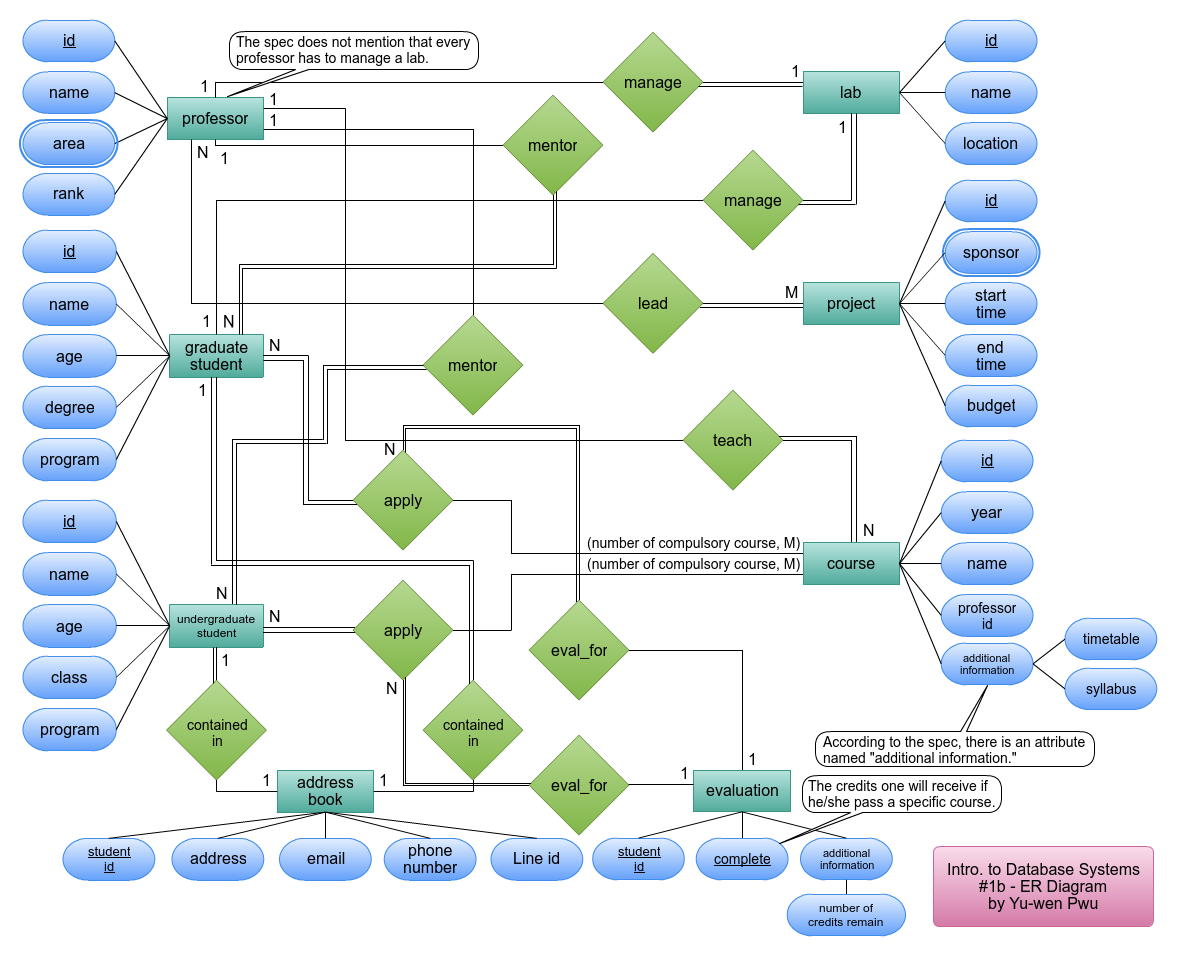 id
name
area
rank
The spec does not mention that every
professor has to manage a lab.
1
professor
1
1
N
1
manage
1
lab
1
id
name
location
mentor
manage
id
name
age
degree
program
1
N
graduate
student
N
1
lead
M
project
id
sponsor
start
time
end
time
budget
mentor
teach
N
N
apply
(number of compulsory course, M)
(number of compulsory course, M)
course
id
year
name
professor
id
additional
information
timetable
syllabus
id
name
age
class
program
N
undergraduate
student
N
1
apply
N
eval_for
contained
in
contained
in
According to the spec, there is an attribute
named "additional information."
1
address
book
1
eval_for
1
1
evaluation
The credits one will receive if
he/she pass a specific course.
student
id
address
email
phone
number
Line id
student
id
complete
additional
information
number of
credits remain
Intro. to Database Systems
#1b - ER Diagram
by Yu-wen Pwu